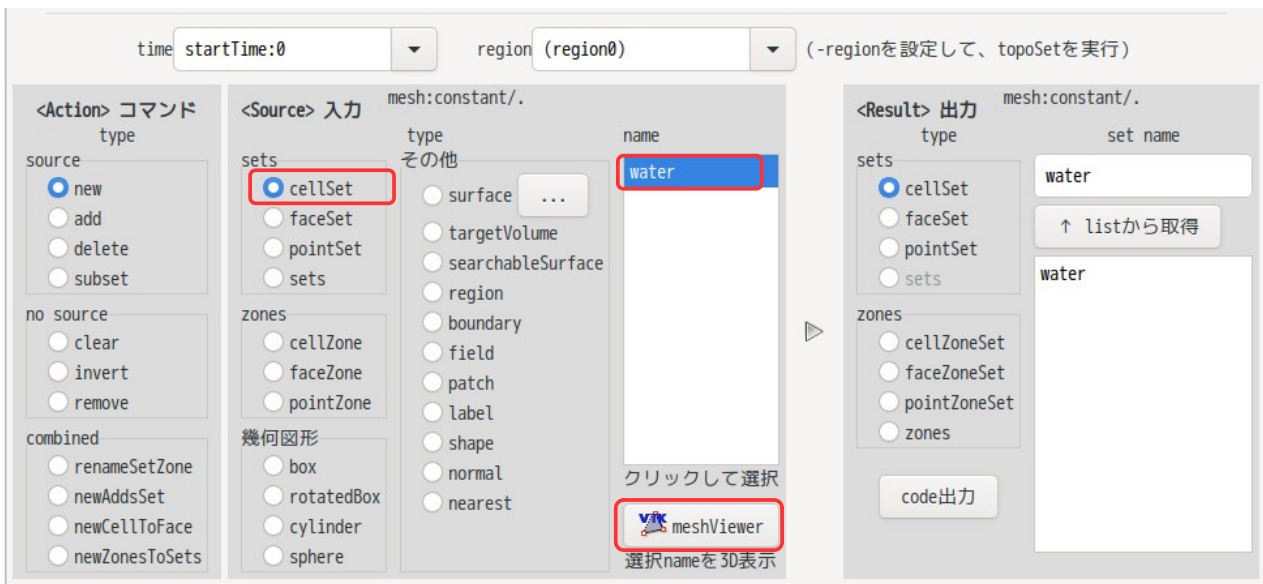 time startTime:0 region (region0) (-regionを設定して、topoSetを実行)
<Action> コマンド
type
source
new
add
delete
subset
no source
clear
invert
remove
combined
renameSetZone
newAddsSet
newCellToFace
newZonesToSets
<Source> 入力
mesh:constant/.
sets
cellSet
faceSet
pointSet
sets
zones
cellZone
faceZone
pointZone
幾何図形
box
rotatedBox
cylinder
sphere
type
その他
surface ...
targetVolume
searchableSurface
region
boundary
field
patch
label
shape
normal
nearest
name
water
クリックして選択
VTK meshViewer
選択nameを3D表示
<Result> 出力
mesh:constant/.
type
sets
cellSet
faceSet
pointSet
sets
zones
cellZoneSet
faceZoneSet
pointZoneSet
zones
code出力
set name
water
↑ listから取得
water